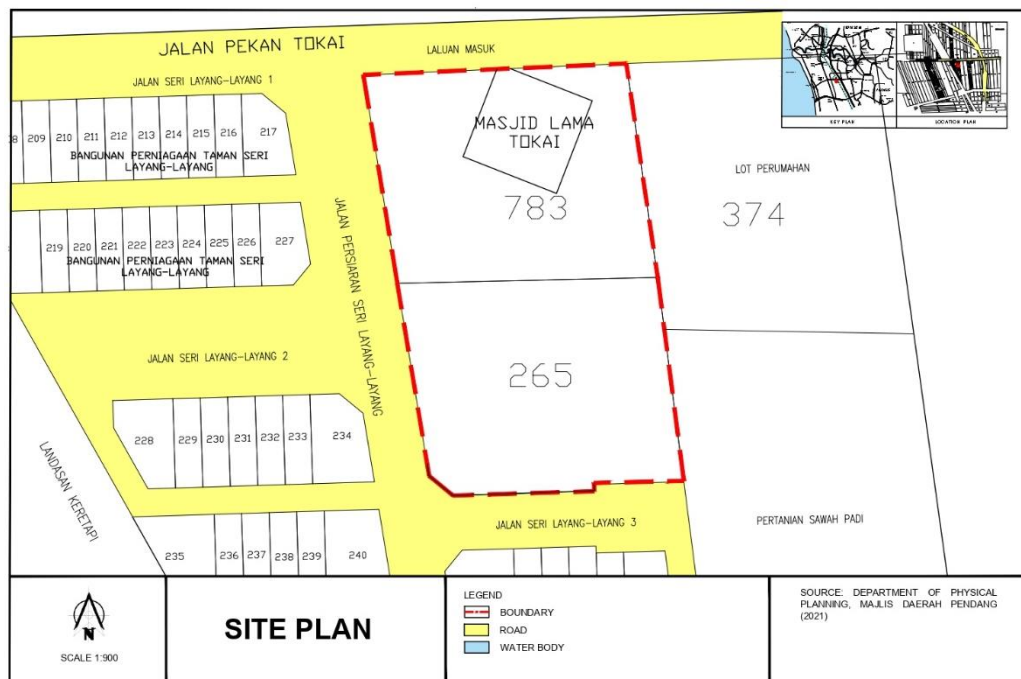 JALAN PEKAN TOKAI
LALUAN MASUK
JALAN SERI LAYANG-LAYANG 1
209 210 211 212 213 214 215 216 217
BANGUNAN PERNIAGAAN TAMAN SERI
LAYANG-LAYANG
MASJID LAMA
TOKAI
783
LOT PERUMAHAN
374
KEY PLAN
LOCATION PLAN
219 220 221 222 223 224 225 226 227
BANGUNAN PERNIAGAAN TAMAN SERI
LAYANG-LAYANG
JALAN PERSIARAN SERI LAYANG-LAYANG
JALAN SERI LAYANG-LAYANG 2
265
228 229 230 231 232 233 234
LANDASAN KERETAPI
JALAN SERI LAYANG-LAYANG 3
PERTANIAN SAWAH PADI
235 236 237 238 239 240
N
SCALE 1:900
SITE PLAN
LEGEND
BOUNDARY
ROAD
WATER BODY
SOURCE: DEPARTMENT OF PHYSICAL
PLANNING, MAJLIS DAERAH PENDANG
(2021)